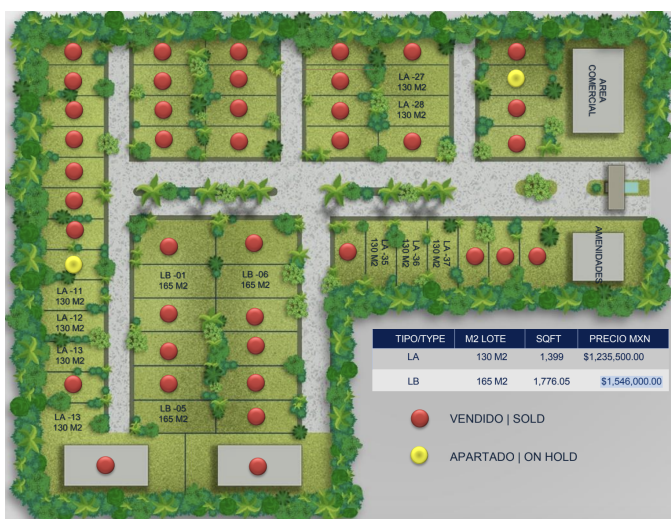 LA -27
130 M2
LA -28
130 M2
AREA
COMERCIAL
LA -35
130 M2
LA -36
130 M2
LA -37
130 M2
AMENIDADES
LB -01
165 M2
LB -06
165 M2
LA -11
130 M2
LA -12
130 M2
LA -13
130 M2
LB -05
165 M2
LA -13
130 M2
TIPO/TYPE M2 LOTE SQFT PRECIO MXN
LA 130 M2 1,399 $1,235,500.00
LB 165 M2 1,776.05 $1,546,000.00
VENDIDO | SOLD
APARTADO | ON HOLD